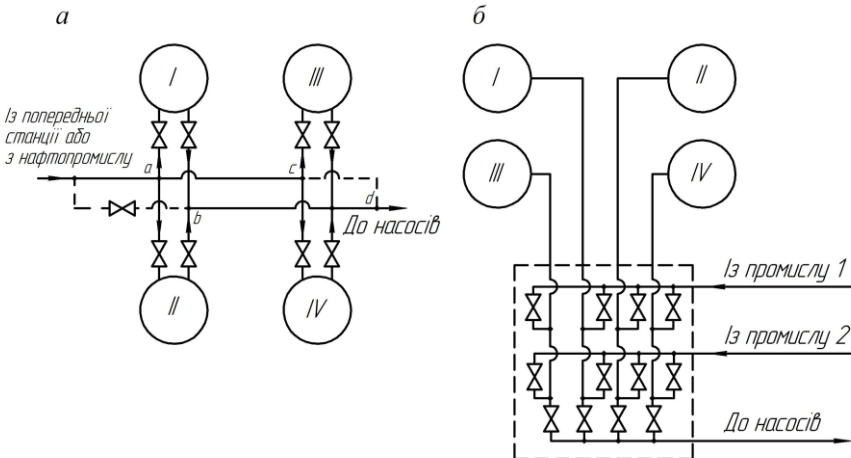 а
б
I
III
Із попередньої
станції або
з нафтопромислу
a
c
b
d
До насосів
II
IV
I
II
III
IV
Із промислу 1
Із промислу 2
До насосів